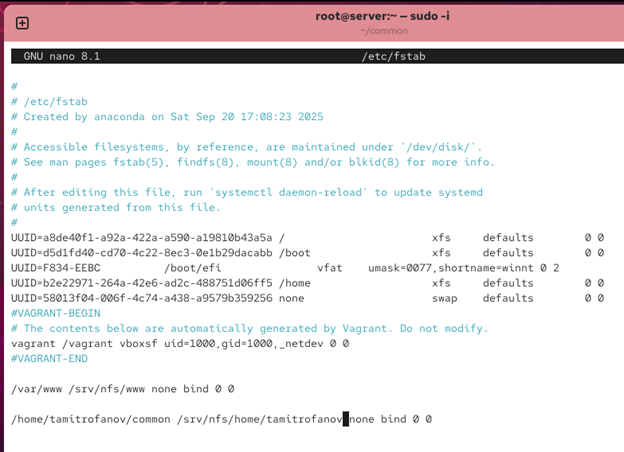 root@server:~ — sudo -i
~/common
GNU nano 8.1 /etc/fstab
#
# /etc/fstab
# Created by anaconda on Sat Sep 20 17:08:23 2025
#
# Accessible filesystems, by reference, are maintained under '/dev/disk/'.
# See man pages fstab(5), findfs(8), mount(8) and/or blkid(8) for more info.
#
# After editing this file, run 'systemctl daemon-reload' to update systemd
# units generated from this file.
#
UUID=a8de40f1-a92a-422a-a590-a19810b43a5a / xfs defaults 0 0
UUID=d5d1fd40-cd70-4c22-8ec3-0e1b29dacabb /boot xfs defaults 0 0
UUID=F834-EEBC /boot/efi vfat umask=0077,shortname=winnt 0 2
UUID=b2e22971-264a-42e6-ad2c-488751d06ff5 /home xfs defaults 0 0
UUID=58013f04-006f-4c74-a438-a9579b359256 none swap defaults 0 0
#VAGRANT-BEGIN
# The contents below are automatically generated by Vagrant. Do not modify.
vagrant /vagrant vboxsf uid=1000,gid=1000,_netdev 0 0
#VAGRANT-END
/var/www /srv/nfs/www none bind 0 0
/home/tamitrofanov/common /srv/nfs/home/tamitrofanov none bind 0 0